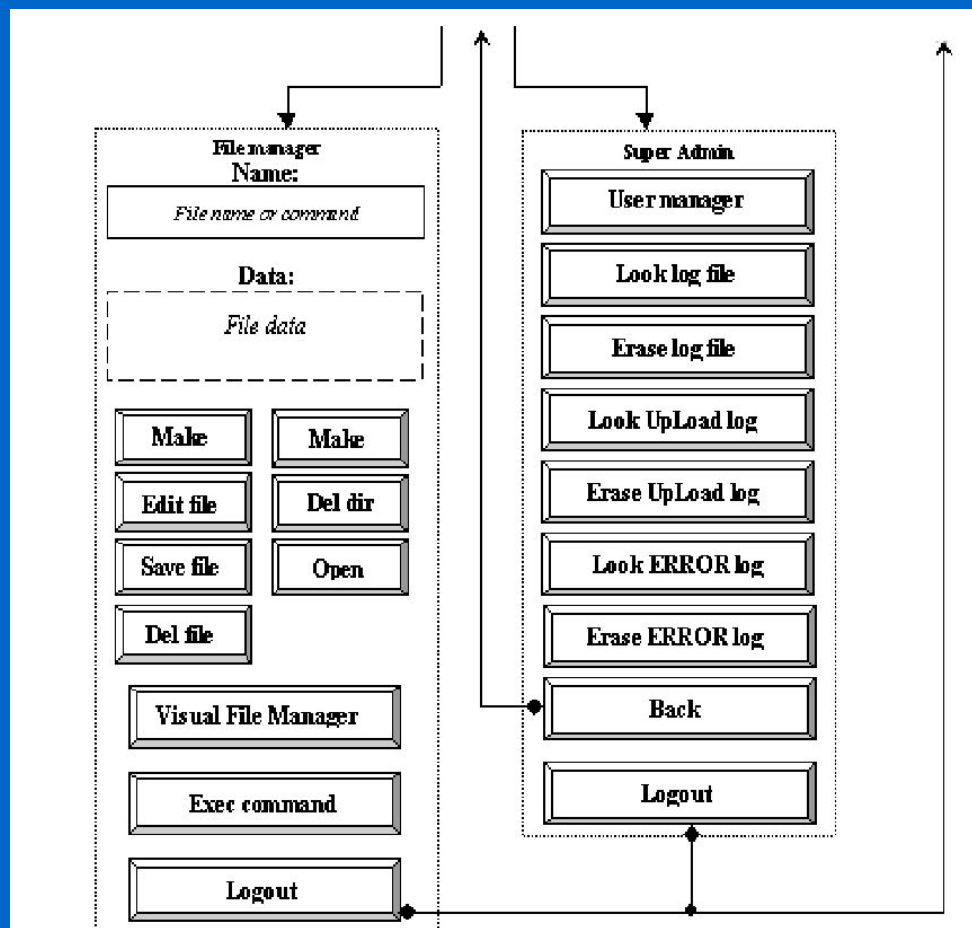 File manager
Name:
File name or command
Data:
File data
Make
Make
Edit file
Del dir
Save file
Open
Del file
Visual File Manager
Exec command
Logout
Super Admin
User manager
Look log file
Erase log file
Look UpLoad log
Erase UpLoad log
Look ERROR log
Erase ERROR log
Back
Logout